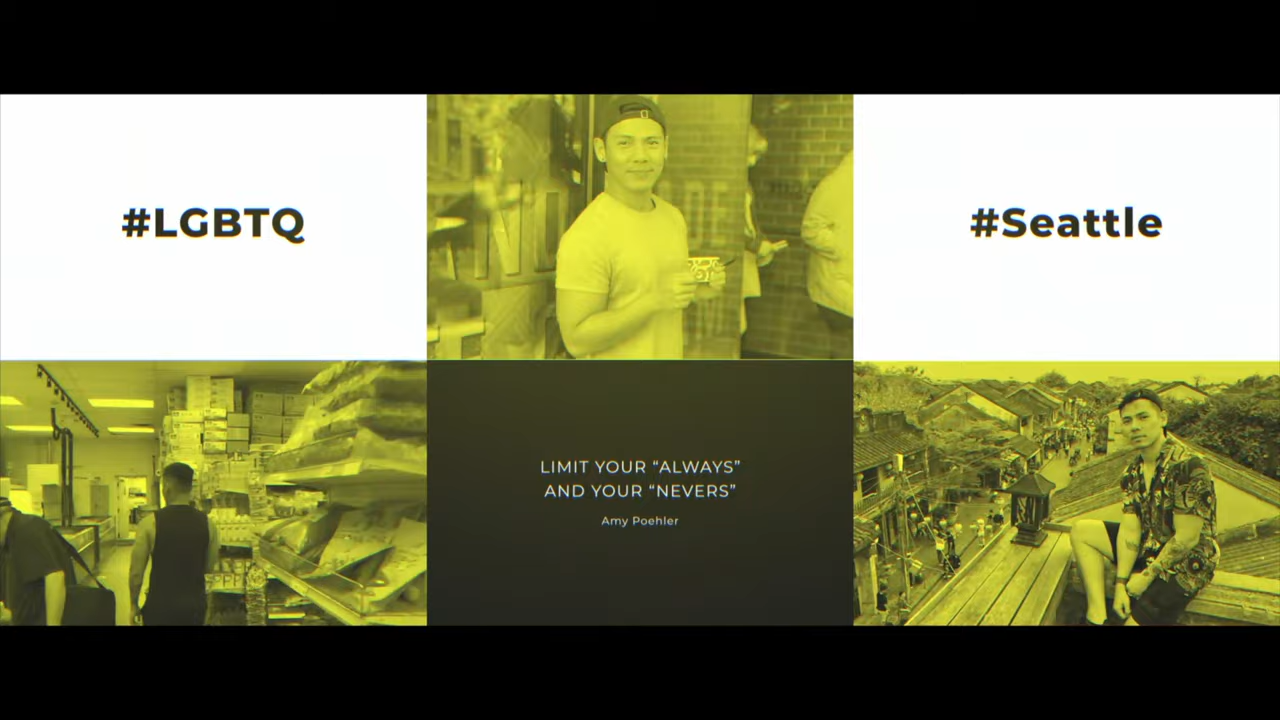 #LGBTQ
#Seattle
LIMIT YOUR “ALWAYS”
AND YOUR “NEVERS”
Amy Poehler